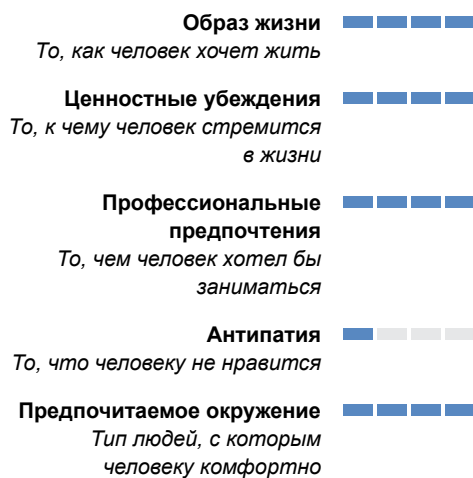 Образ жизни
То, как человек хочет жить
Ценностные убеждения
То, к чему человек стремится
в жизни
Профессиональные
предпочтения
То, чем человек хотел бы
заниматься
Антипатия
То, что человеку не нравится
Предпочитаемое окружение
Тип людей, с которым
человеку комфортно